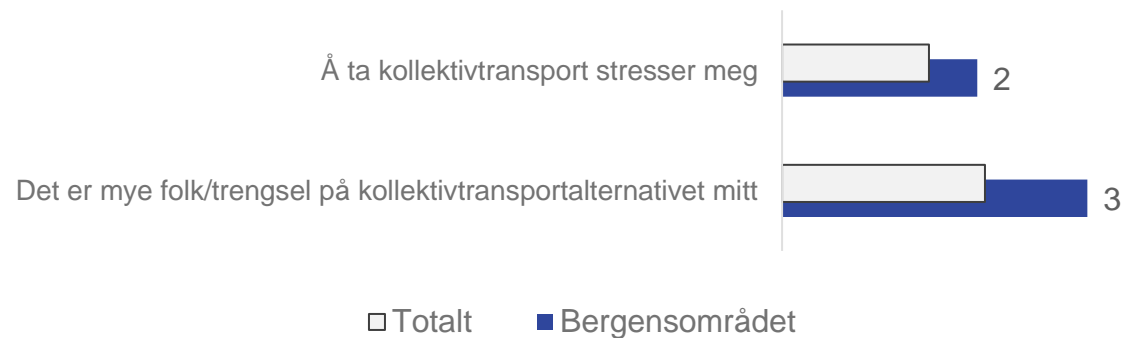 Å ta kollektivtransport stresser meg
2
Det er mye folk/trengsel på kollektivtransportalternativet mitt
3
Totalt
Bergensområdet